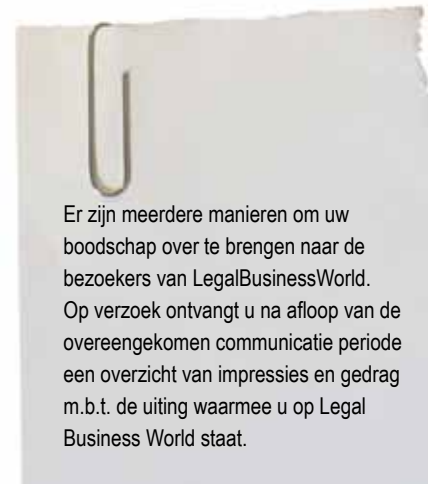 Er zijn meerdere manieren om uw
boodschap over te brengen naar de
bezoekers van LegalBusinessWorld.
Op verzoek ontvangt u na afloop van de
overeengekomen communicatie periode
een overzicht van impressies en gedrag
m.b.t. de uiting waarmee u op Legal
Business World staat.